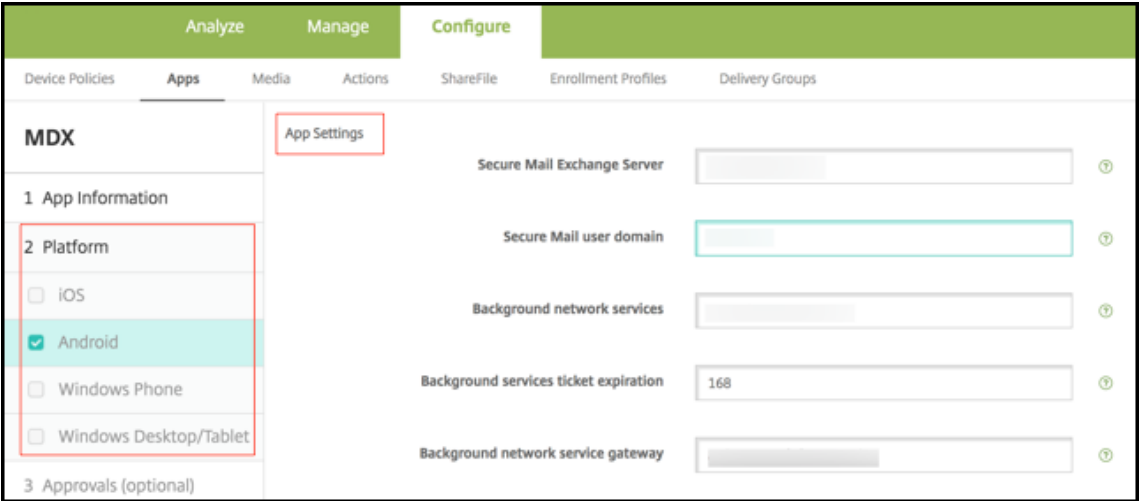 Analyze Manage Configure
Device Policies Apps Media Actions ShareFile Enrollment Profiles Delivery Groups
MDX
1 App Information
2 Platform
iOS
Android
Windows Phone
Windows Desktop/Tablet
3 Approvals (optional)
App Settings
Secure Mail Exchange Server
Secure Mail user domain
Background network services
Background services ticket expiration 168
Background network service gateway